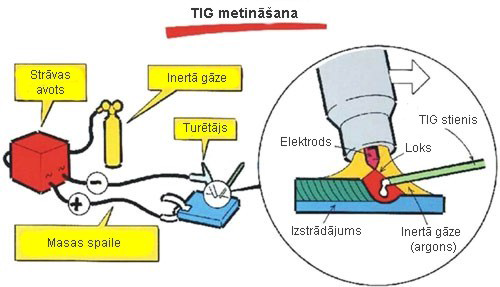 TIG metināšana
Strāvas
avots
Inertā gāze
Turētājs
−
+
Masas spaile
Elektrods
Loks
TIG stienis
Izstrādājums
Inertā gāze
(argons)